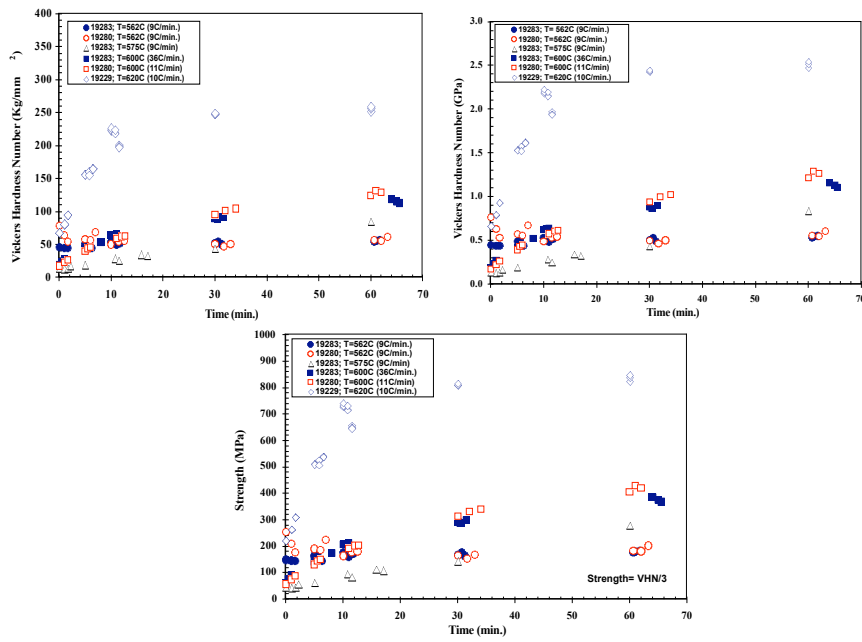 Vickers Hardness Number (Kg/mm²)
400
350
300
250
200
150
100
50
0
19283; T=562C (9C/min.)
19280; T=562C (9C/min.)
19283; T=575C (9C/min)
19283; T=600C (36C/min.)
19280; T=600C (11C/min)
19229; T=620C (10C/min.)
0 10 20 30 40 50 60 70
Time (min.)
Vickers Hardness Number (GPa)
3.0
2.5
2.0
1.5
1.0
0.5
0.0
19283; T= 562C (9C/min.)
19280; T=562C (9C/min.)
19283; T=575C (9C/min)
19283; T=600C (36C/min.)
19280; T=600C (11C/min)
19229; T=620C (10C/min.)
0 10 20 30 40 50 60 70
Time (min.)
Strength (MPa)
1000
900
800
700
600
500
400
300
200
100
0
19283; T=562C (9C/min.)
19280; T=562C (9C/min.)
19283; T=575C (9C/min)
19283; T=600C (36C/min.)
19280; T=600C (11C/min)
19229; T=620C (10C/min.)
Strength= VHN/3
0 10 20 30 40 50 60 70
Time (min.)